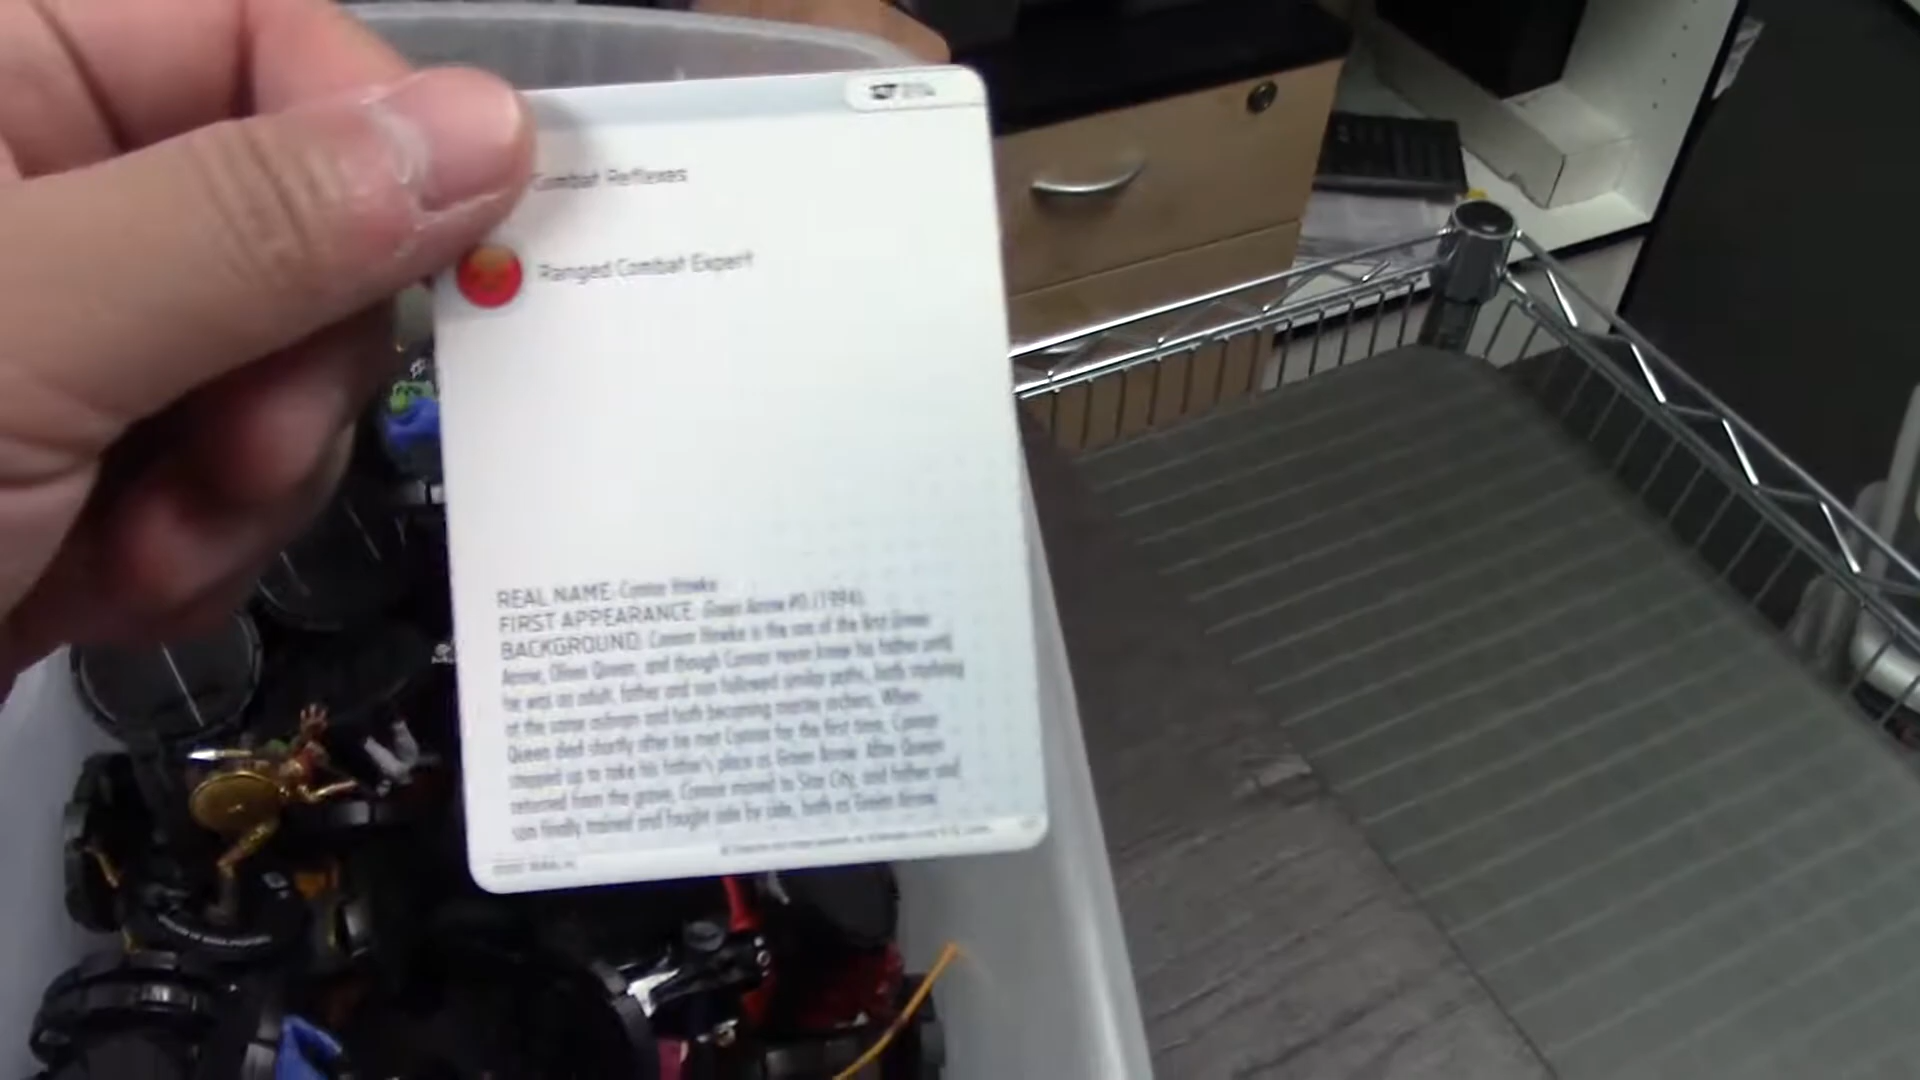 Combat Reflexes
Ranged Combat Expert
REAL NAME: Connor Hawke
FIRST APPEARANCE: Green Arrow #0 (1994)
BACKGROUND: Connor Hawke is the son of the first Green
Arrow, Oliver Queen, and though Connor never knew his father until
he was an adult, father and son followed similar paths, both studying
at the same ashram and both becoming master archers. When
Queen died shortly after he met Connor for the first time, Connor
stepped up to take his father's place as Green Arrow. After Queen
returned from the grave, Connor moved to Star City, and father and
son finally trained and fought side by side, both as Green Arrow.